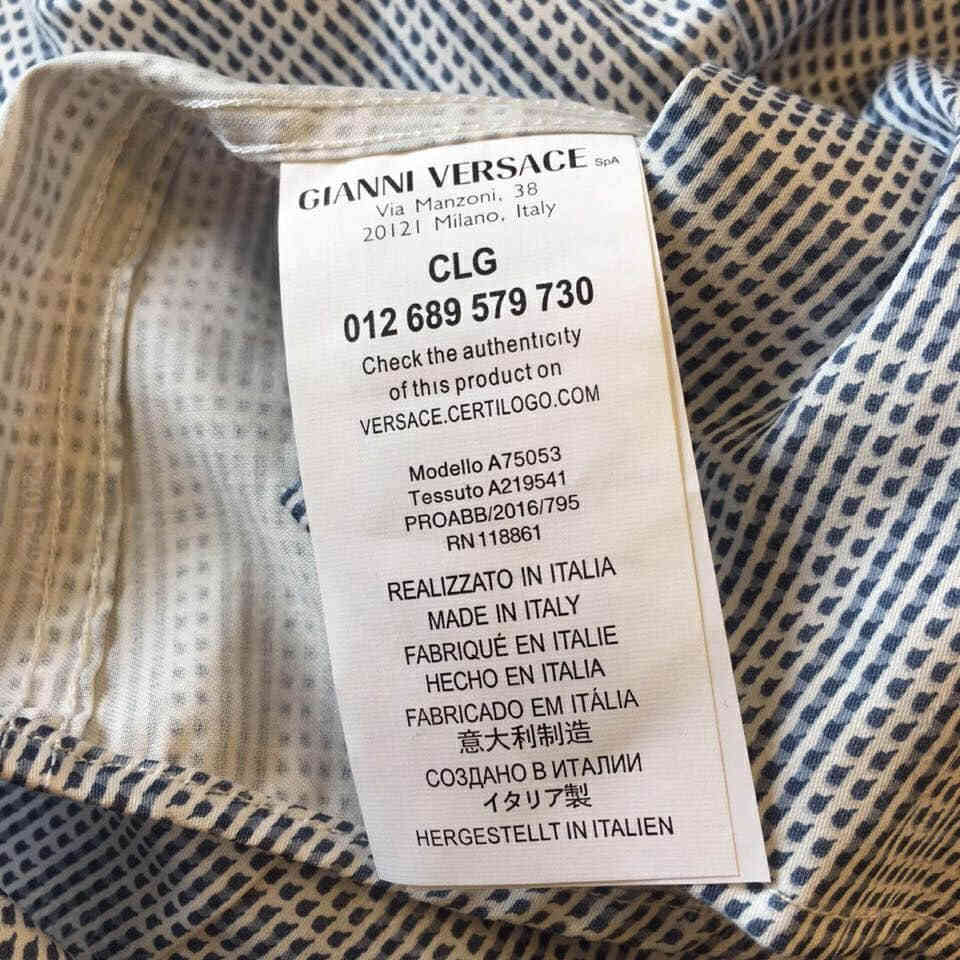 GIANNI VERSACE SpA
Via Manzoni, 38
20121 Milano, Italy
CLG
012 689 579 730
Check the authenticity
of this product on
VERSACE.CERTILOGO.COM
Modello A75053
Tessuto A219541
PROABB/2016/795
RN 118861
REALIZZATO IN ITALIA
MADE IN ITALY
FABRIQUÉ EN ITALIE
HECHO EN ITALIA
FABRICADO EM ITÁLIA
意大利制造
СОЗДАНО В ИТАЛИИ
イタリア製
HERGESTELLT IN ITALIEN